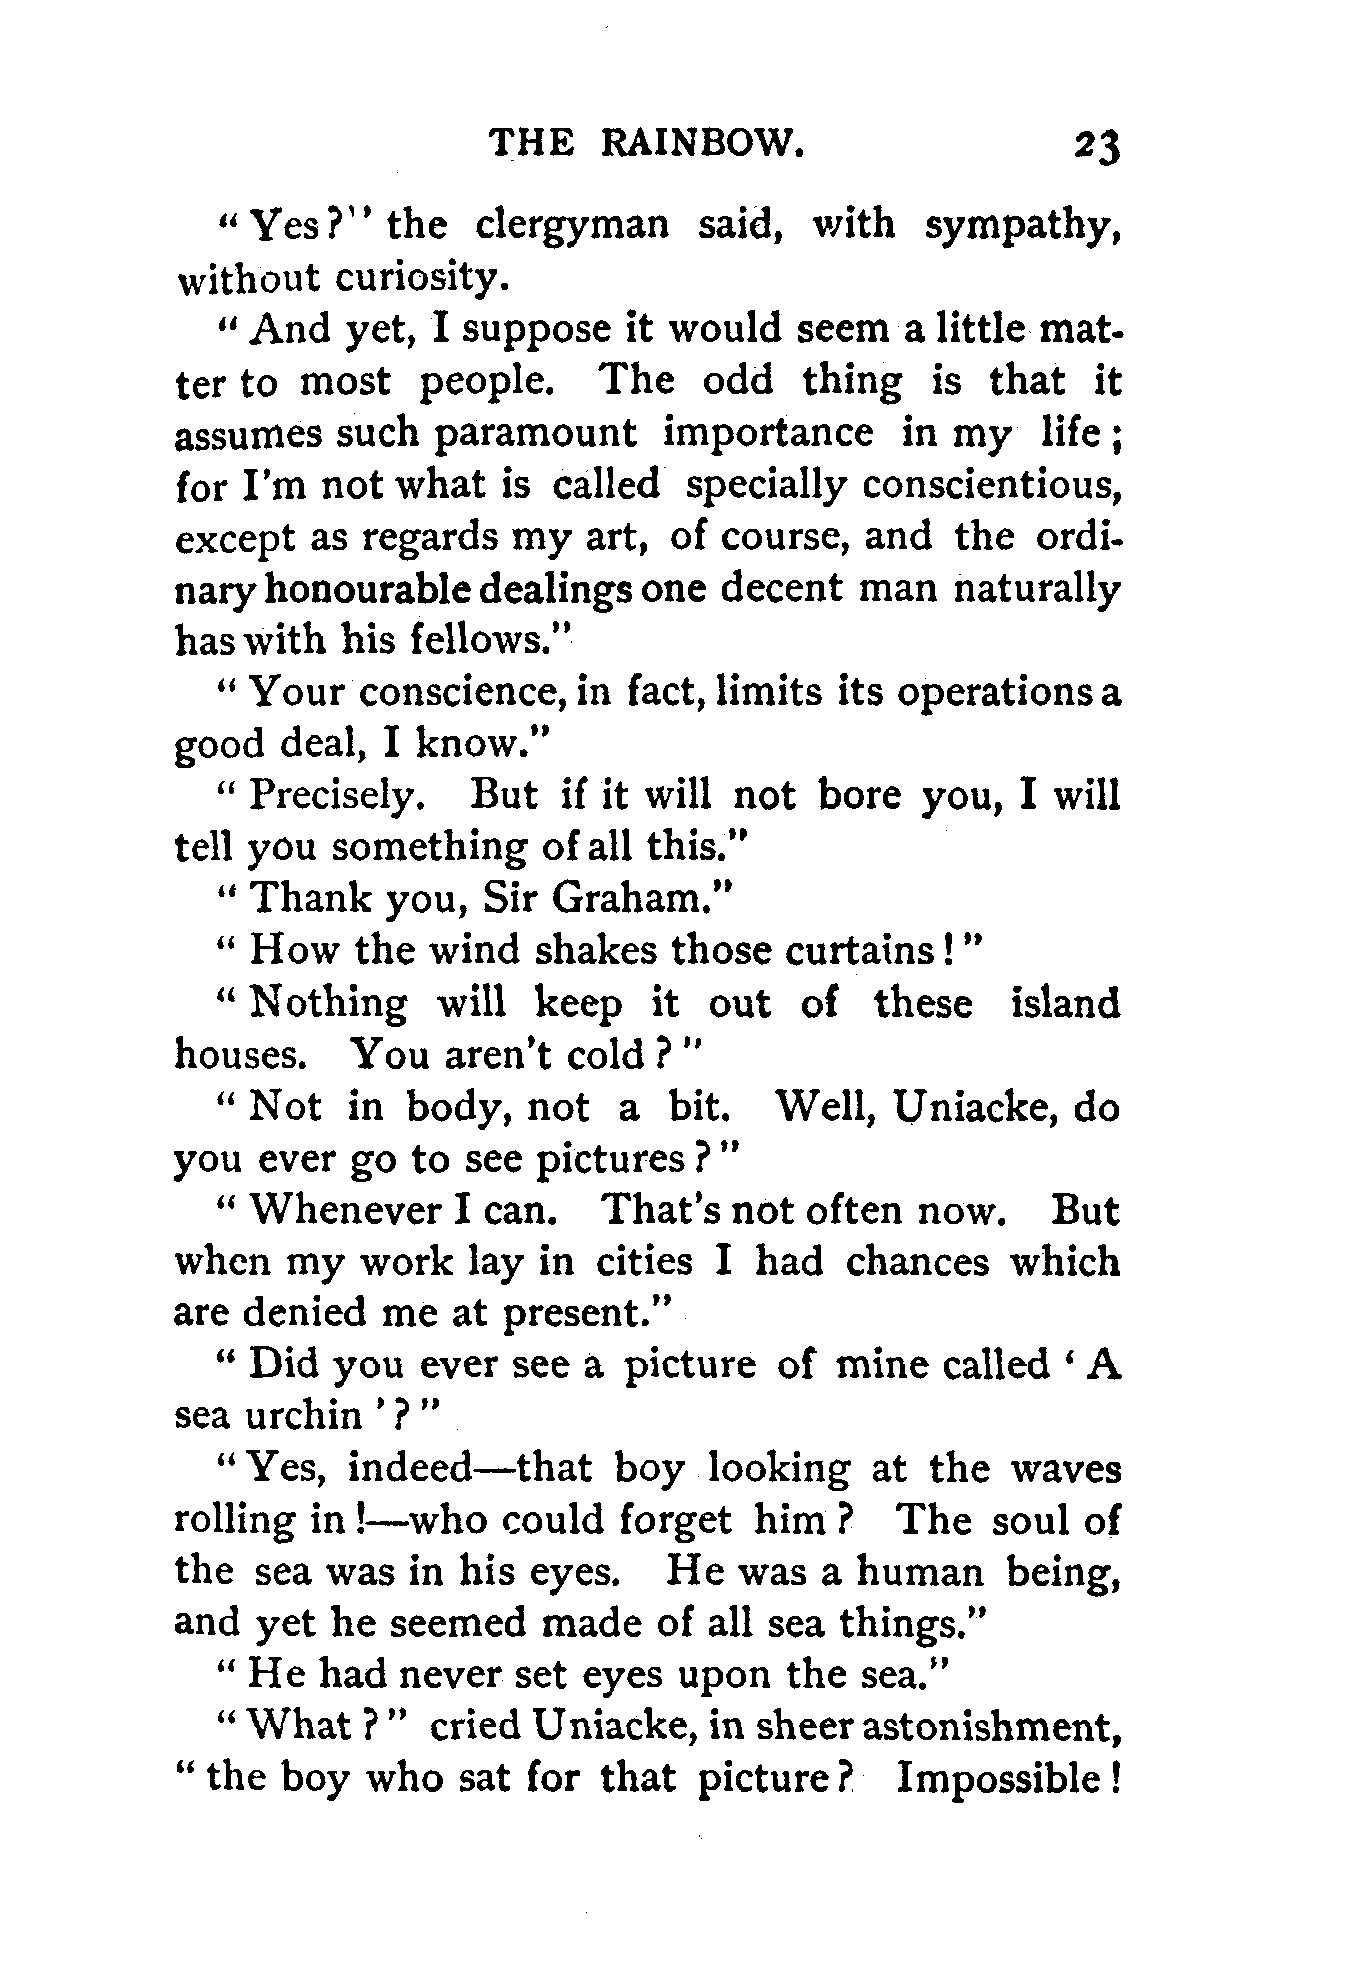 THE RAINBOW. 23
" Yes?" the clergyman said, with sympathy,
without curiosity.
" And yet, I suppose it would seem a little mat-
ter to most people. The odd thing is that it
assumes such paramount importance in my life ;
for I'm not what is called specially conscientious,
except as regards my art, of course, and the ordi-
nary honourable dealings one decent man naturally
has with his fellows."
" Your conscience, in fact, limits its operations a
good deal, I know."
" Precisely. But if it will not bore you, I will
tell you something of all this."
" Thank you, Sir Graham."
" How the wind shakes those curtains ! "
" Nothing will keep it out of these island
houses. You aren't cold ? "
" Not in body, not a bit. Well, Uniacke, do
you ever go to see pictures ? "
" Whenever I can. That's not often now. But
when my work lay in cities I had chances which
are denied me at present."
" Did you ever see a picture of mine called ' A
sea urchin ' ? "
" Yes, indeed—that boy looking at the waves
rolling in !—who could forget him ? The soul of
the sea was in his eyes. He was a human being,
and yet he seemed made of all sea things."
" He had never set eyes upon the sea."
" What ? " cried Uniacke, in sheer astonishment,
" the boy who sat for that picture ? Impossible !